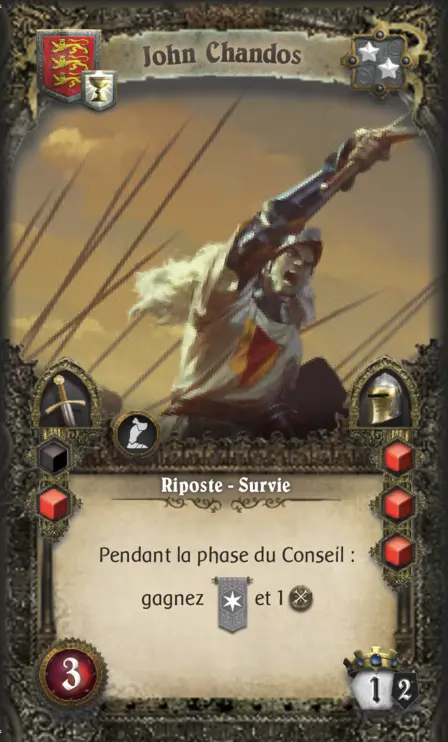 John Chandos
Riposte - Survie
Pendant la phase du Conseil :
gagnez et 1
3
1 2